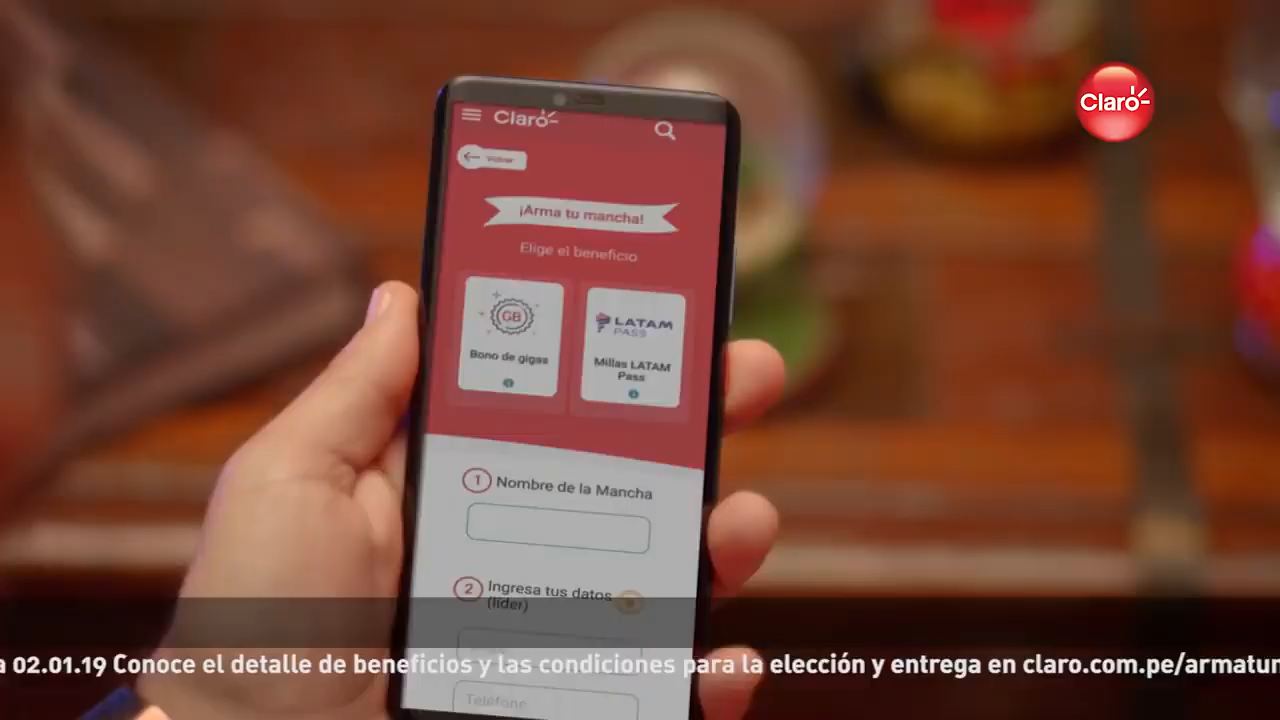 Claro
Claro
Volver
¡Arma tu mancha!
Elige el beneficio
GB
Bono de gigas
LATAM
PASS
Millas LATAM
Pass
1 Nombre de la Mancha
2 Ingresa tus datos
(líder)
Teléfono
a 02.01.19 Conoce el detalle de beneficios y las condiciones para la elección y entrega en claro.com.pe/armatum